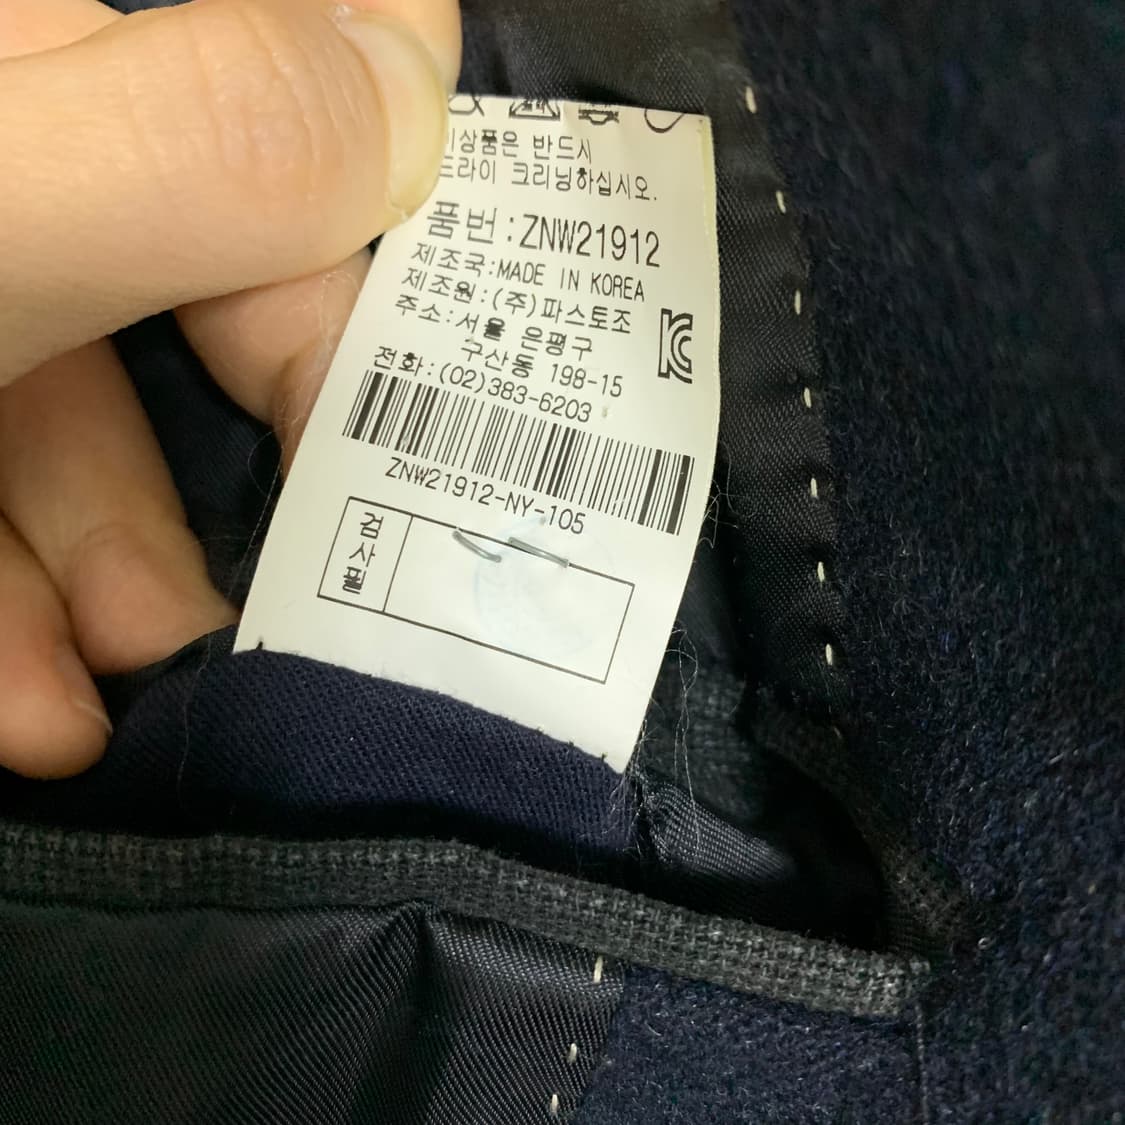 이상품은 반드시
드라이 크리닝하십시오.
품번:ZNW21912
제조국:MADE IN KOREA
제조원:(주)파스토조
주소:서울 은평구
구산동 198-15
전화:(02)383-6203
ZNW21912-NY-105
검사필